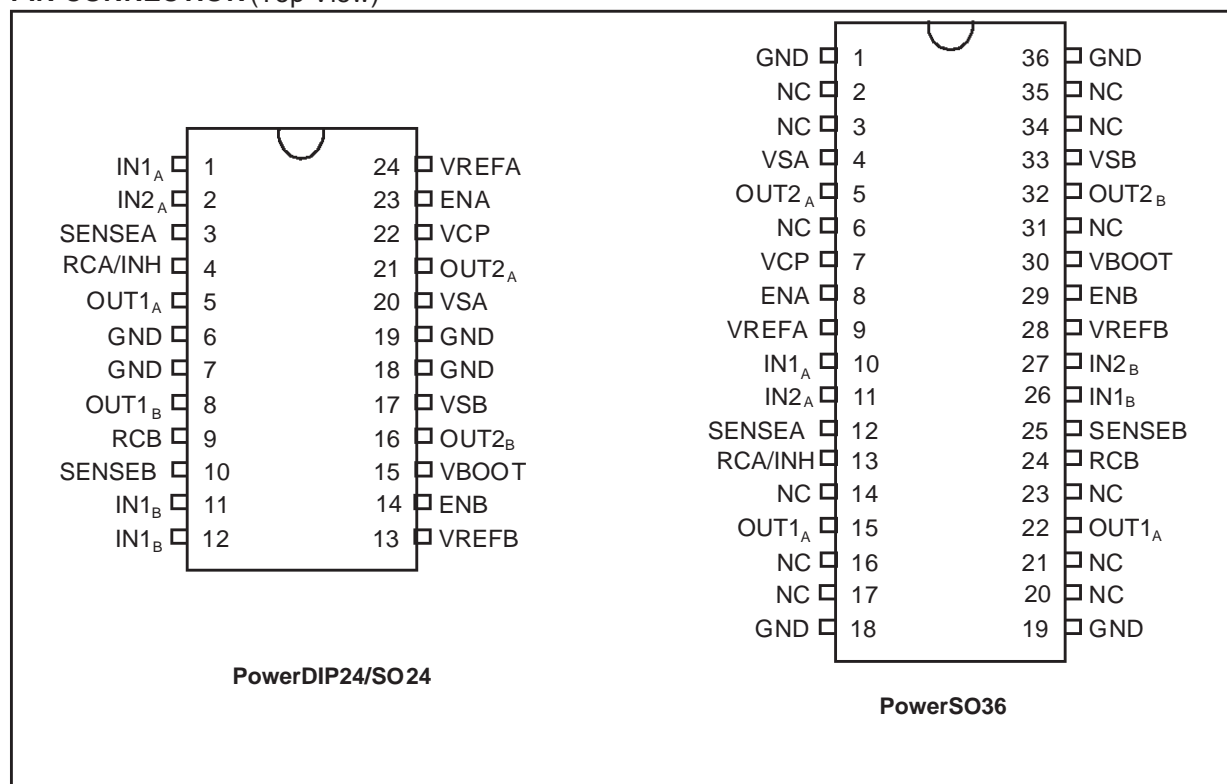 IN1A 1 24 VREFA
IN2A 2 23 ENA
SENSEA 3 22 VCP
RCA/INH 4 21 OUT2A
OUT1A 5 20 VSA
GND 6 19 GND
GND 7 18 GND
OUT1B 8 17 VSB
RCB 9 16 OUT2B
SENSEB 10 15 VBOOT
IN1B 11 14 ENB
IN1B 12 13 VREFB
PowerDIP24/SO24
GND 1 36 GND
NC 2 35 NC
NC 3 34 NC
VSA 4 33 VSB
OUT2A 5 32 OUT2B
NC 6 31 NC
VCP 7 30 VBOOT
ENA 8 29 ENB
VREFA 9 28 VREFB
IN1A 10 27 IN2B
IN2A 11 26 IN1B
SENSEA 12 25 SENSEB
RCA/INH 13 24 RCB
NC 14 23 NC
OUT1A 15 22 OUT1A
NC 16 21 NC
NC 17 20 NC
GND 18 19 GND
PowerSO36